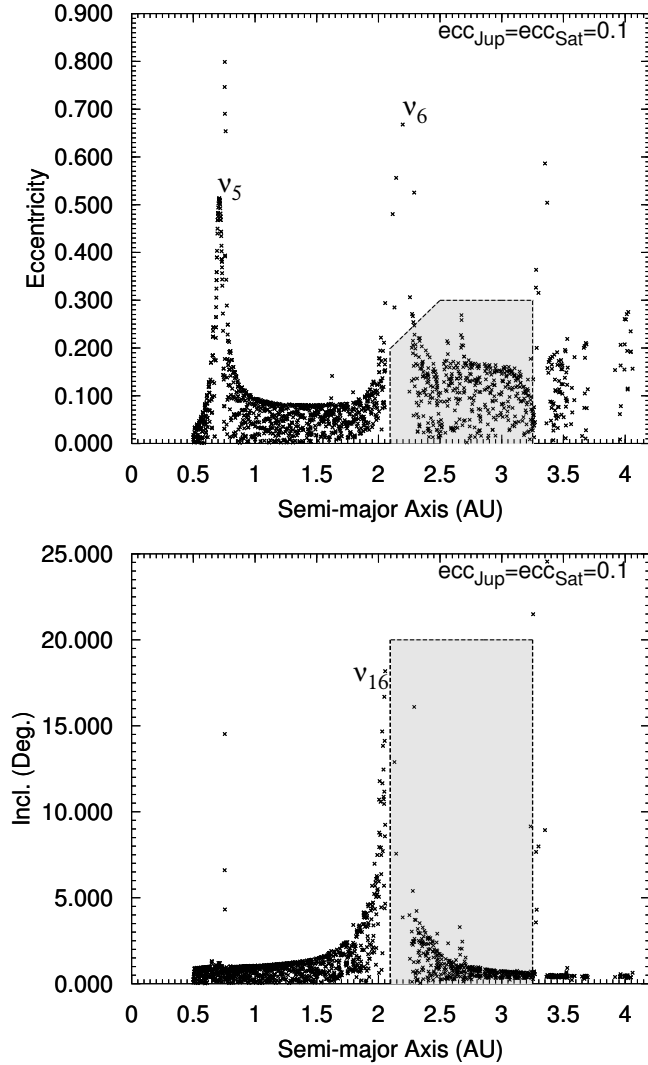 0.900
0.800
0.700
0.600
0.500
0.400
0.300
0.200
0.100
0.000
Eccentricity
ecc_Jup=ecc_Sat=0.1
ν_5
ν_6
0 0.5 1 1.5 2 2.5 3 3.5 4
Semi-major Axis (AU)
25.000
20.000
15.000
10.000
5.000
0.000
Incl. (Deg.)
ecc_Jup=ecc_Sat=0.1
ν_16
0 0.5 1 1.5 2 2.5 3 3.5 4
Semi-major Axis (AU)